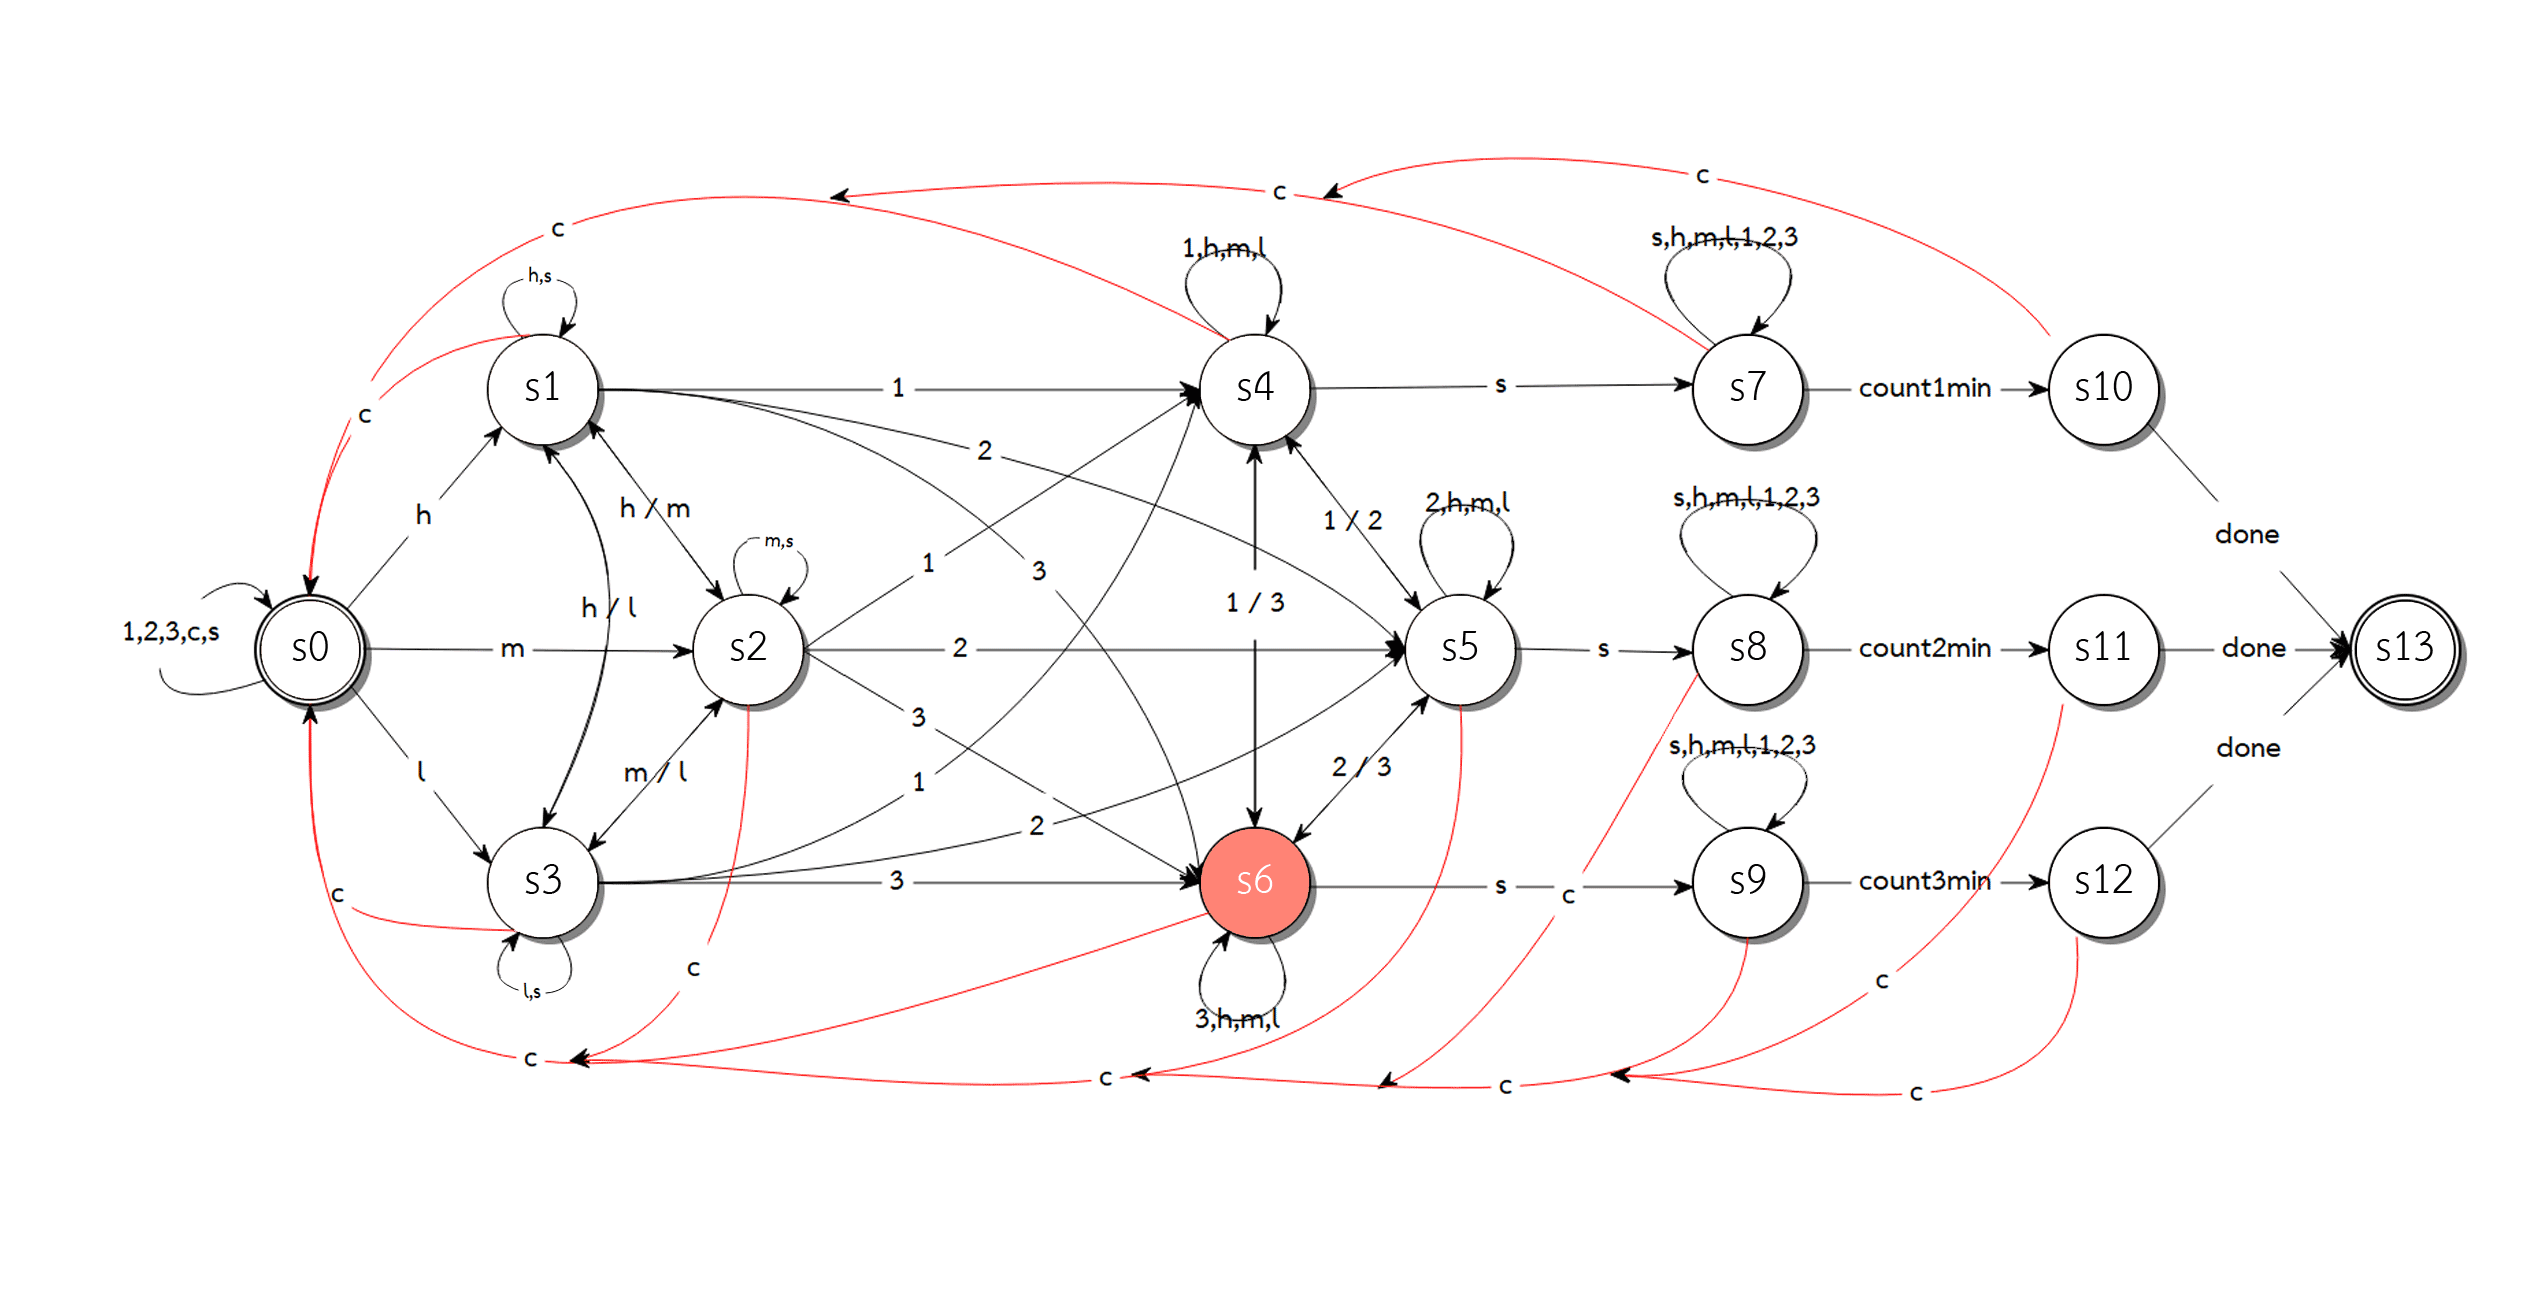 c
c
c
s,h,m,l,1,2,3
1,h,m,l
h,s
s1
1
s4
s
s7
count1min
s10
c
2
s,h,m,l,1,2,3
2,h,m,l
h
h / m
1 / 2
done
m,s
1
3
1 / 3
h / l
1,2,3,c,s
s0
m
s2
2
s5
s
s8
count2min
s11
done
s13
3
s,h,m,l,1,2,3
done
l
m / l
2 / 3
1
2
s3
3
s6
s
c
s9
count3min
s12
c
c
c
l,s
3,h,m,l
c
c
c
c